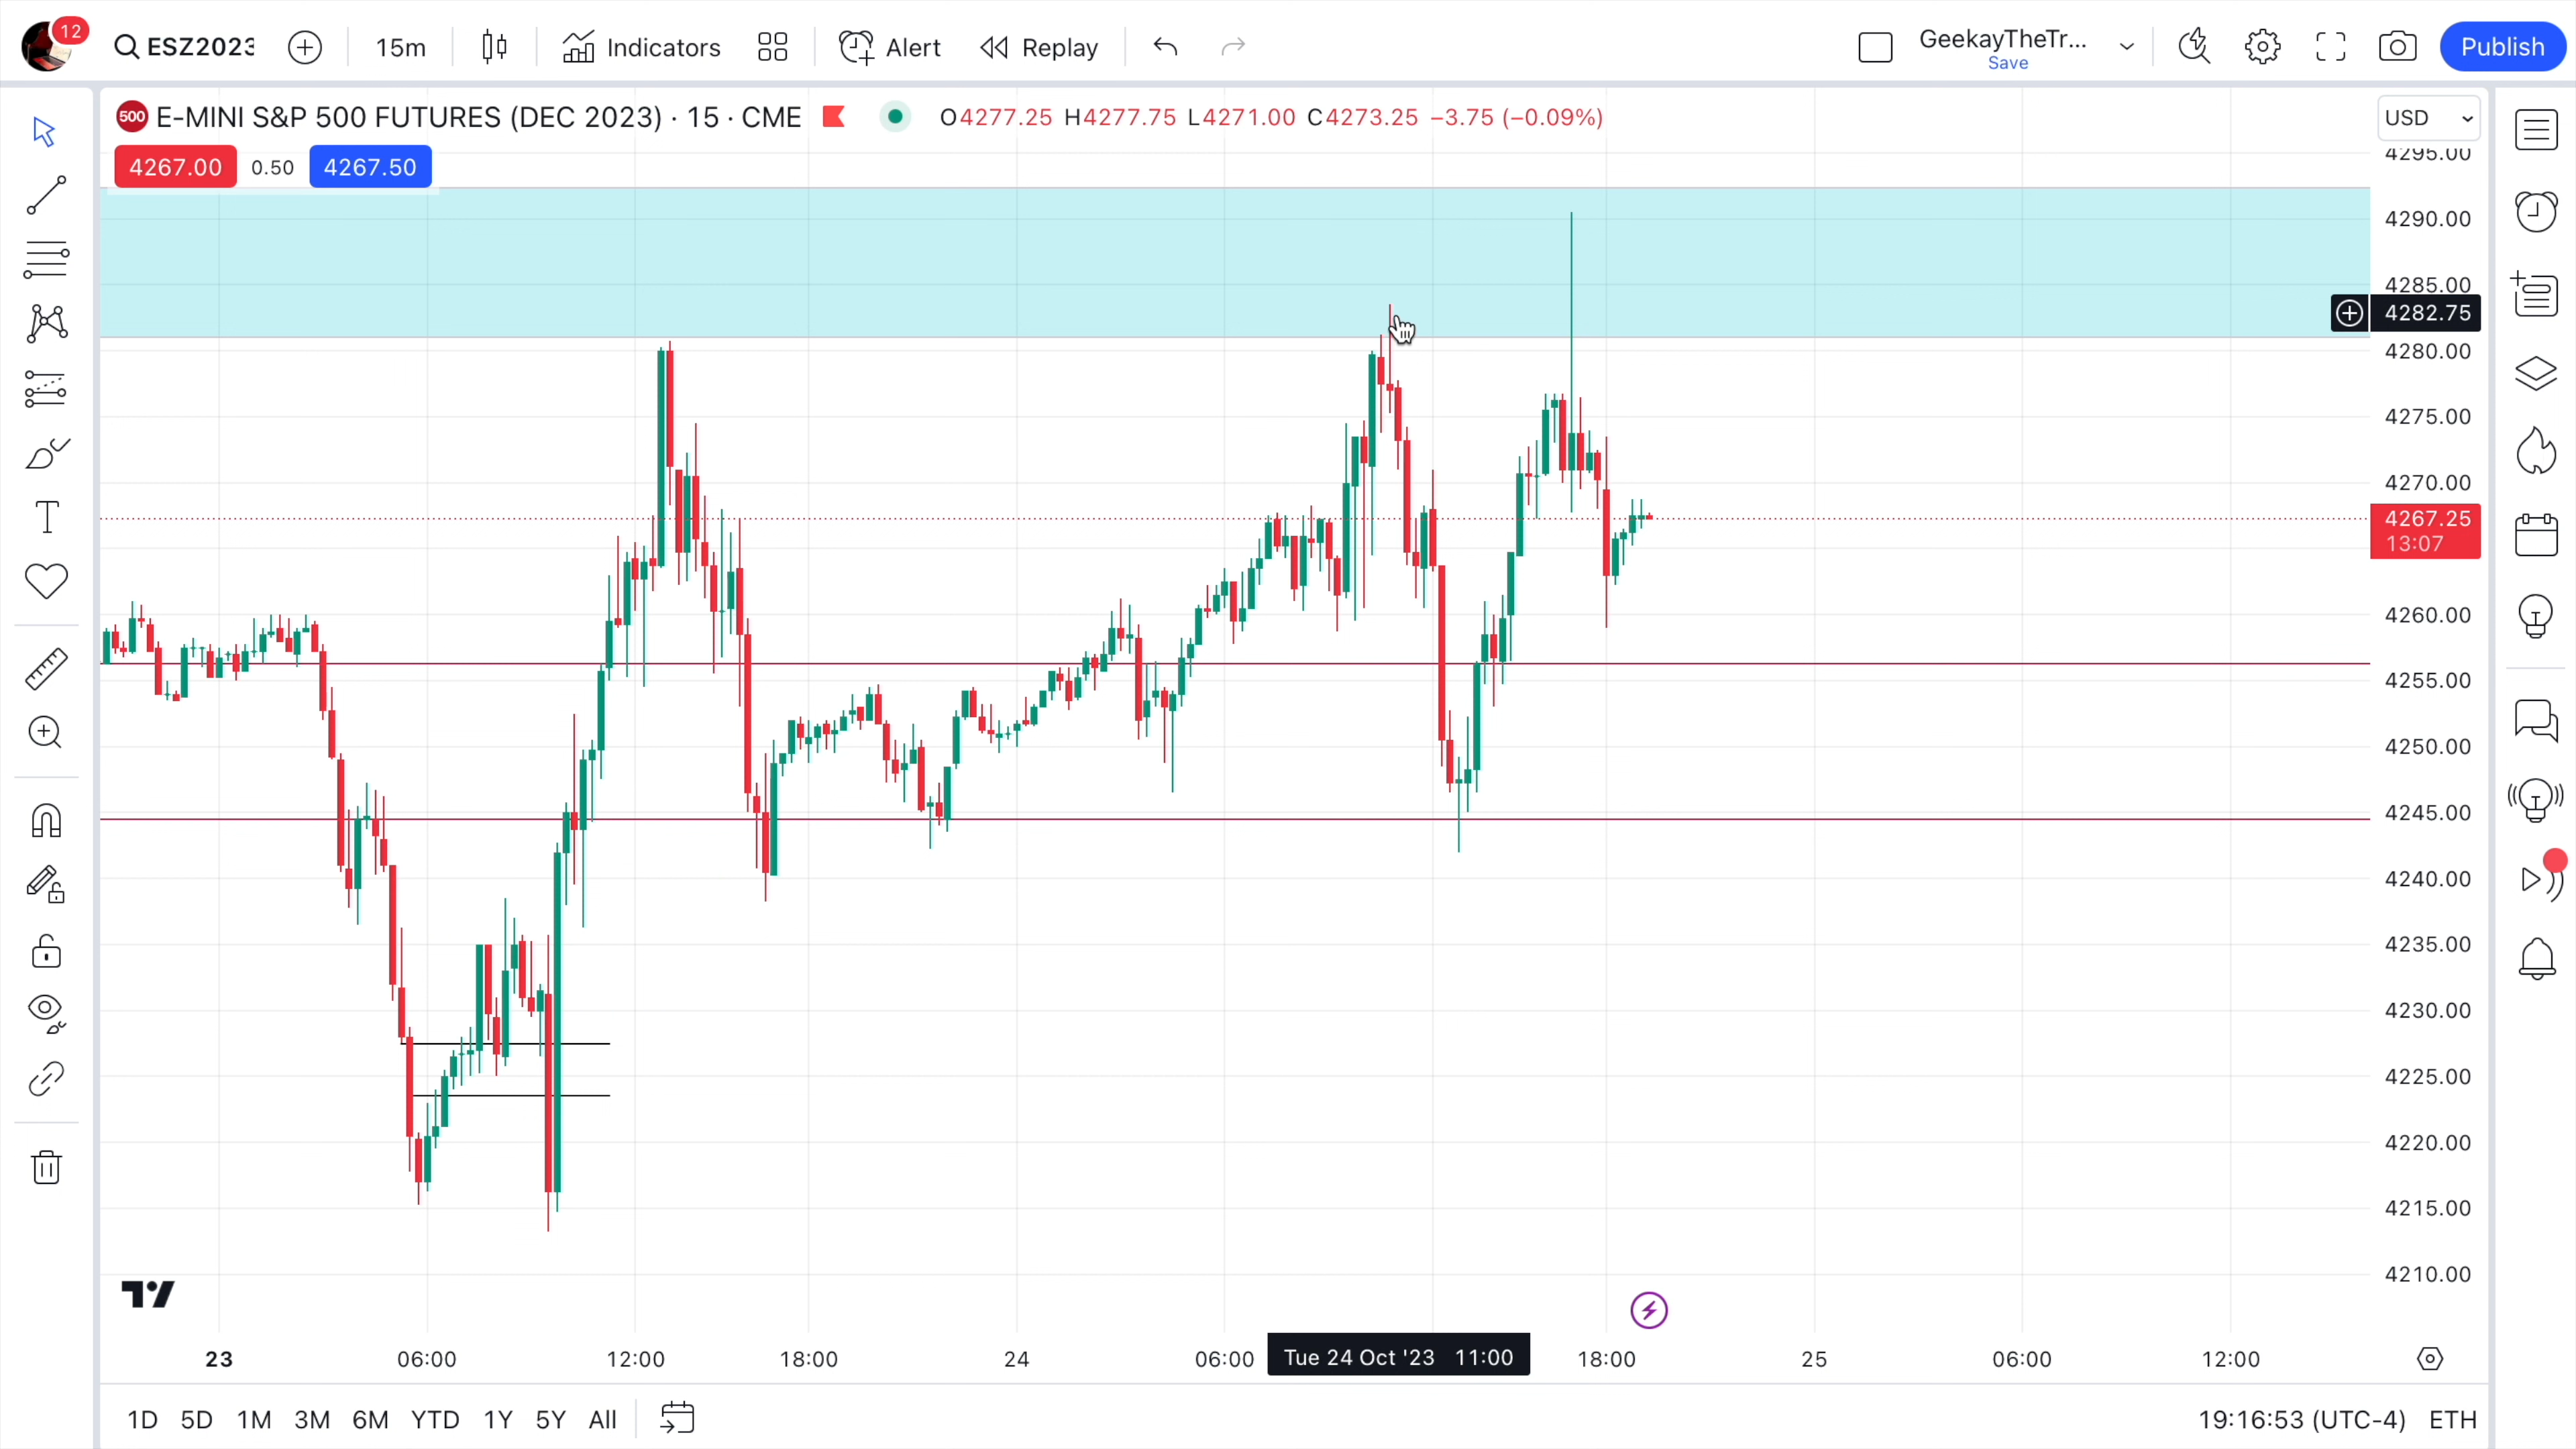 12
ESZ2023
15m
Indicators
Alert
Replay
GeekayTheTr...
Save
Publish
500 E-MINI S&P 500 FUTURES (DEC 2023) · 15 · CME
O4277.25 H4277.75 L4271.00 C4273.25 −3.75 (−0.09%)
USD
4267.00 0.50 4267.50
4295.00
4290.00
4285.00
4282.75
4280.00
4275.00
4270.00
4267.25
13:07
4260.00
4255.00
4250.00
4245.00
4240.00
4235.00
4230.00
4225.00
4220.00
4215.00
4210.00
23 06:00 12:00 18:00 24 06:00 Tue 24 Oct '23 11:00 18:00 25 06:00 12:00
1D 5D 1M 3M 6M YTD 1Y 5Y All
19:16:53 (UTC-4) ETH